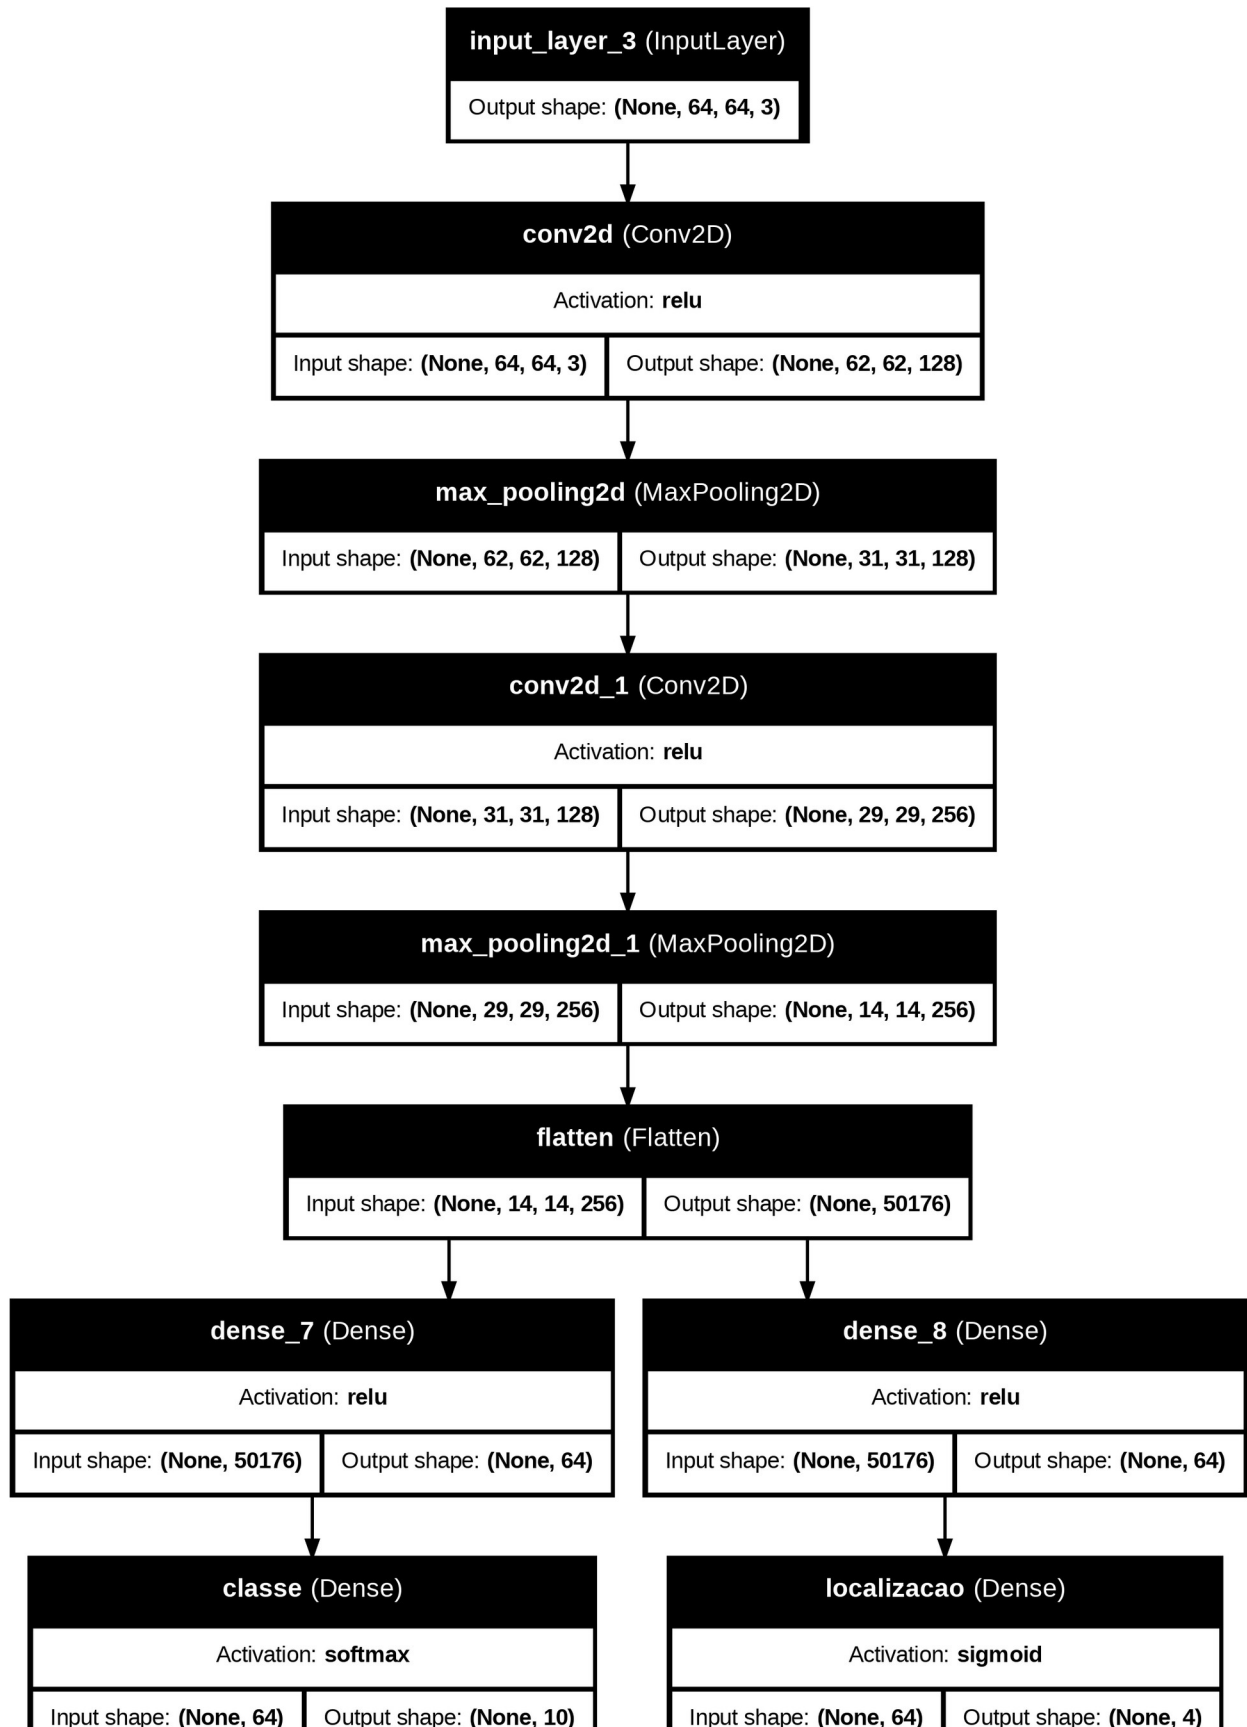 input_layer_3 (InputLayer)
Output shape: (None, 64, 64, 3)
conv2d (Conv2D)
Activation: relu
Input shape: (None, 64, 64, 3) Output shape: (None, 62, 62, 128)
max_pooling2d (MaxPooling2D)
Input shape: (None, 62, 62, 128) Output shape: (None, 31, 31, 128)
conv2d_1 (Conv2D)
Activation: relu
Input shape: (None, 31, 31, 128) Output shape: (None, 29, 29, 256)
max_pooling2d_1 (MaxPooling2D)
Input shape: (None, 29, 29, 256) Output shape: (None, 14, 14, 256)
flatten (Flatten)
Input shape: (None, 14, 14, 256) Output shape: (None, 50176)
dense_7 (Dense)
Activation: relu
Input shape: (None, 50176) Output shape: (None, 64)
dense_8 (Dense)
Activation: relu
Input shape: (None, 50176) Output shape: (None, 64)
classe (Dense)
Activation: softmax
Input shape: (None, 64) Output shape: (None, 10)
localizacao (Dense)
Activation: sigmoid
Input shape: (None, 64) Output shape: (None, 4)